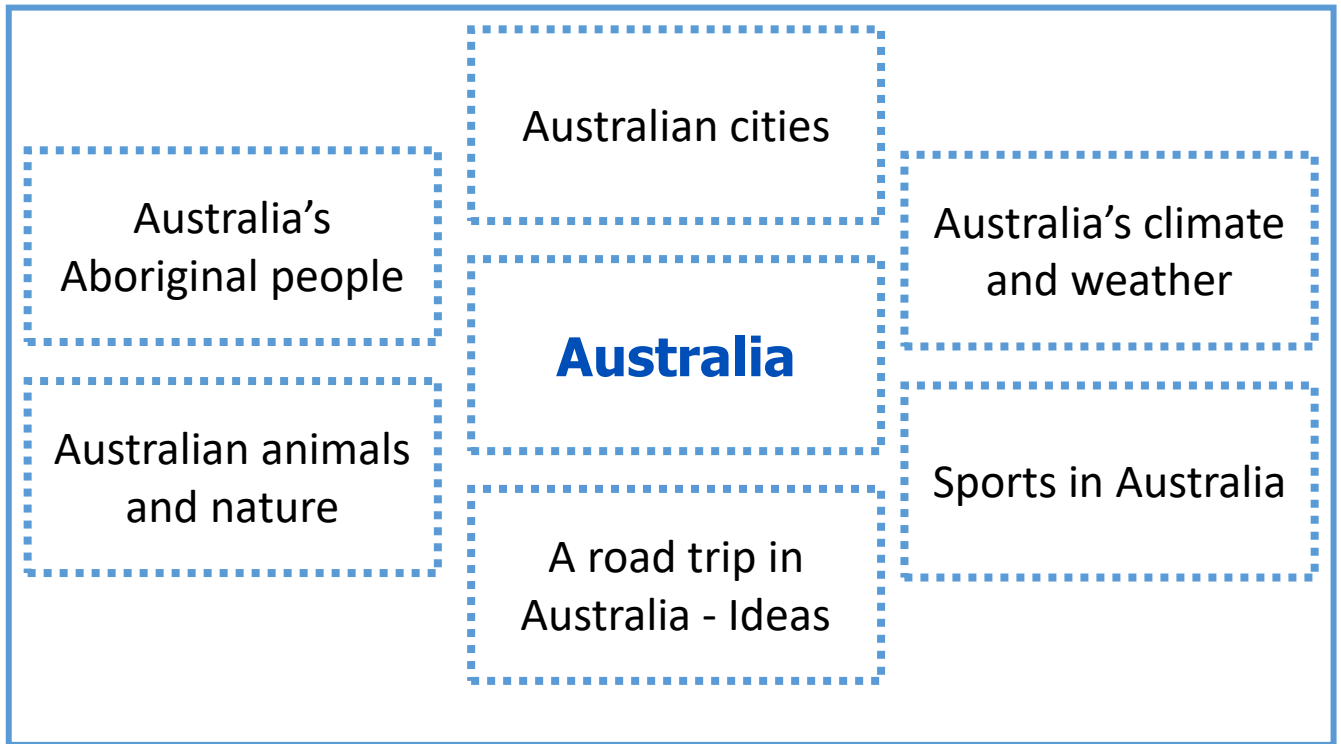 Australian cities
Australia’s
Aboriginal people
Australia’s climate
and weather
Australia
Australian animals
and nature
Sports in Australia
A road trip in
Australia - Ideas